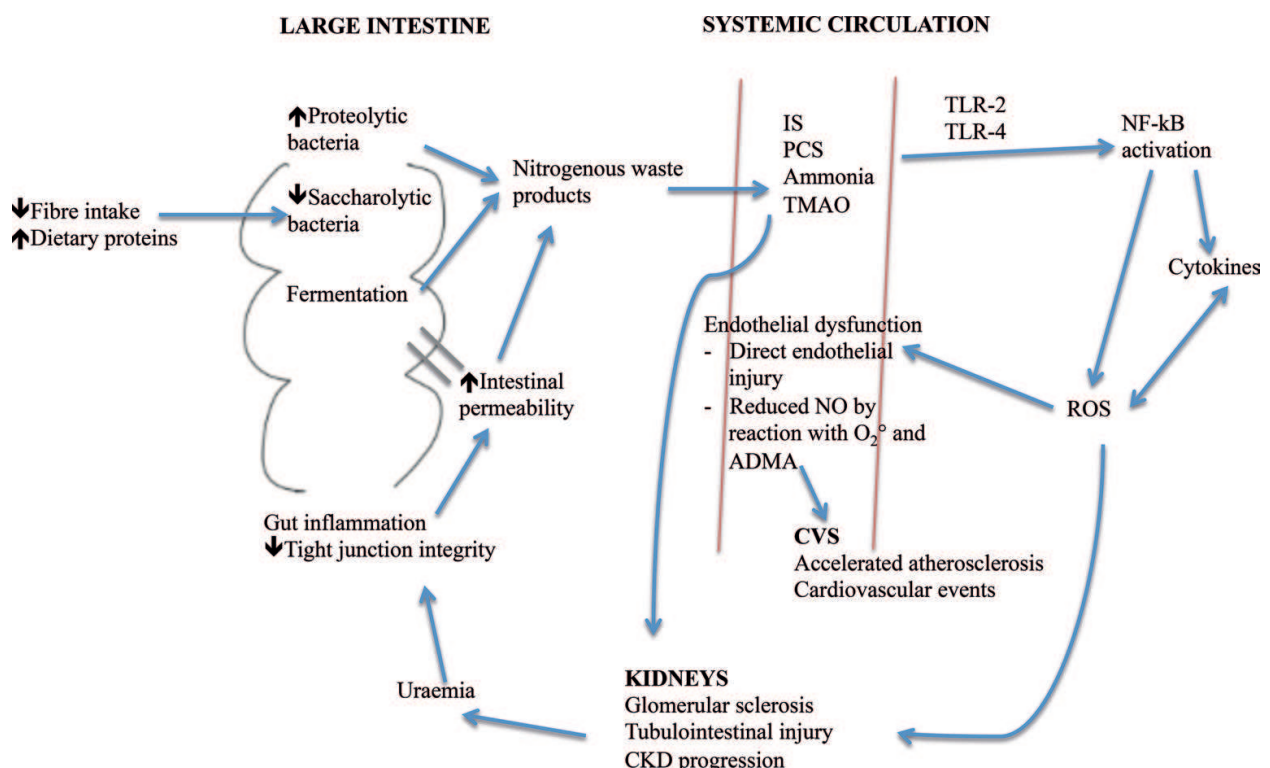 LARGE INTESTINE
SYSTEMIC CIRCULATION
↑Proteolytic
bacteria
↓Saccharolytic
bacteria
↓Fibre intake
↑Dietary proteins
Fermentation
Nitrogenous waste
products
↑Intestinal
permeability
Gut inflammation
↓Tight junction integrity
Uraemia
IS
PCS
Ammonia
TMAO
TLR-2
TLR-4
NF-kB
activation
Cytokines
ROS
Endothelial dysfunction
- Direct endothelial
injury
- Reduced NO by
reaction with O₂° and
ADMA
CVS
Accelerated atherosclerosis
Cardiovascular events
KIDNEYS
Glomerular sclerosis
Tubulointestinal injury
CKD progression